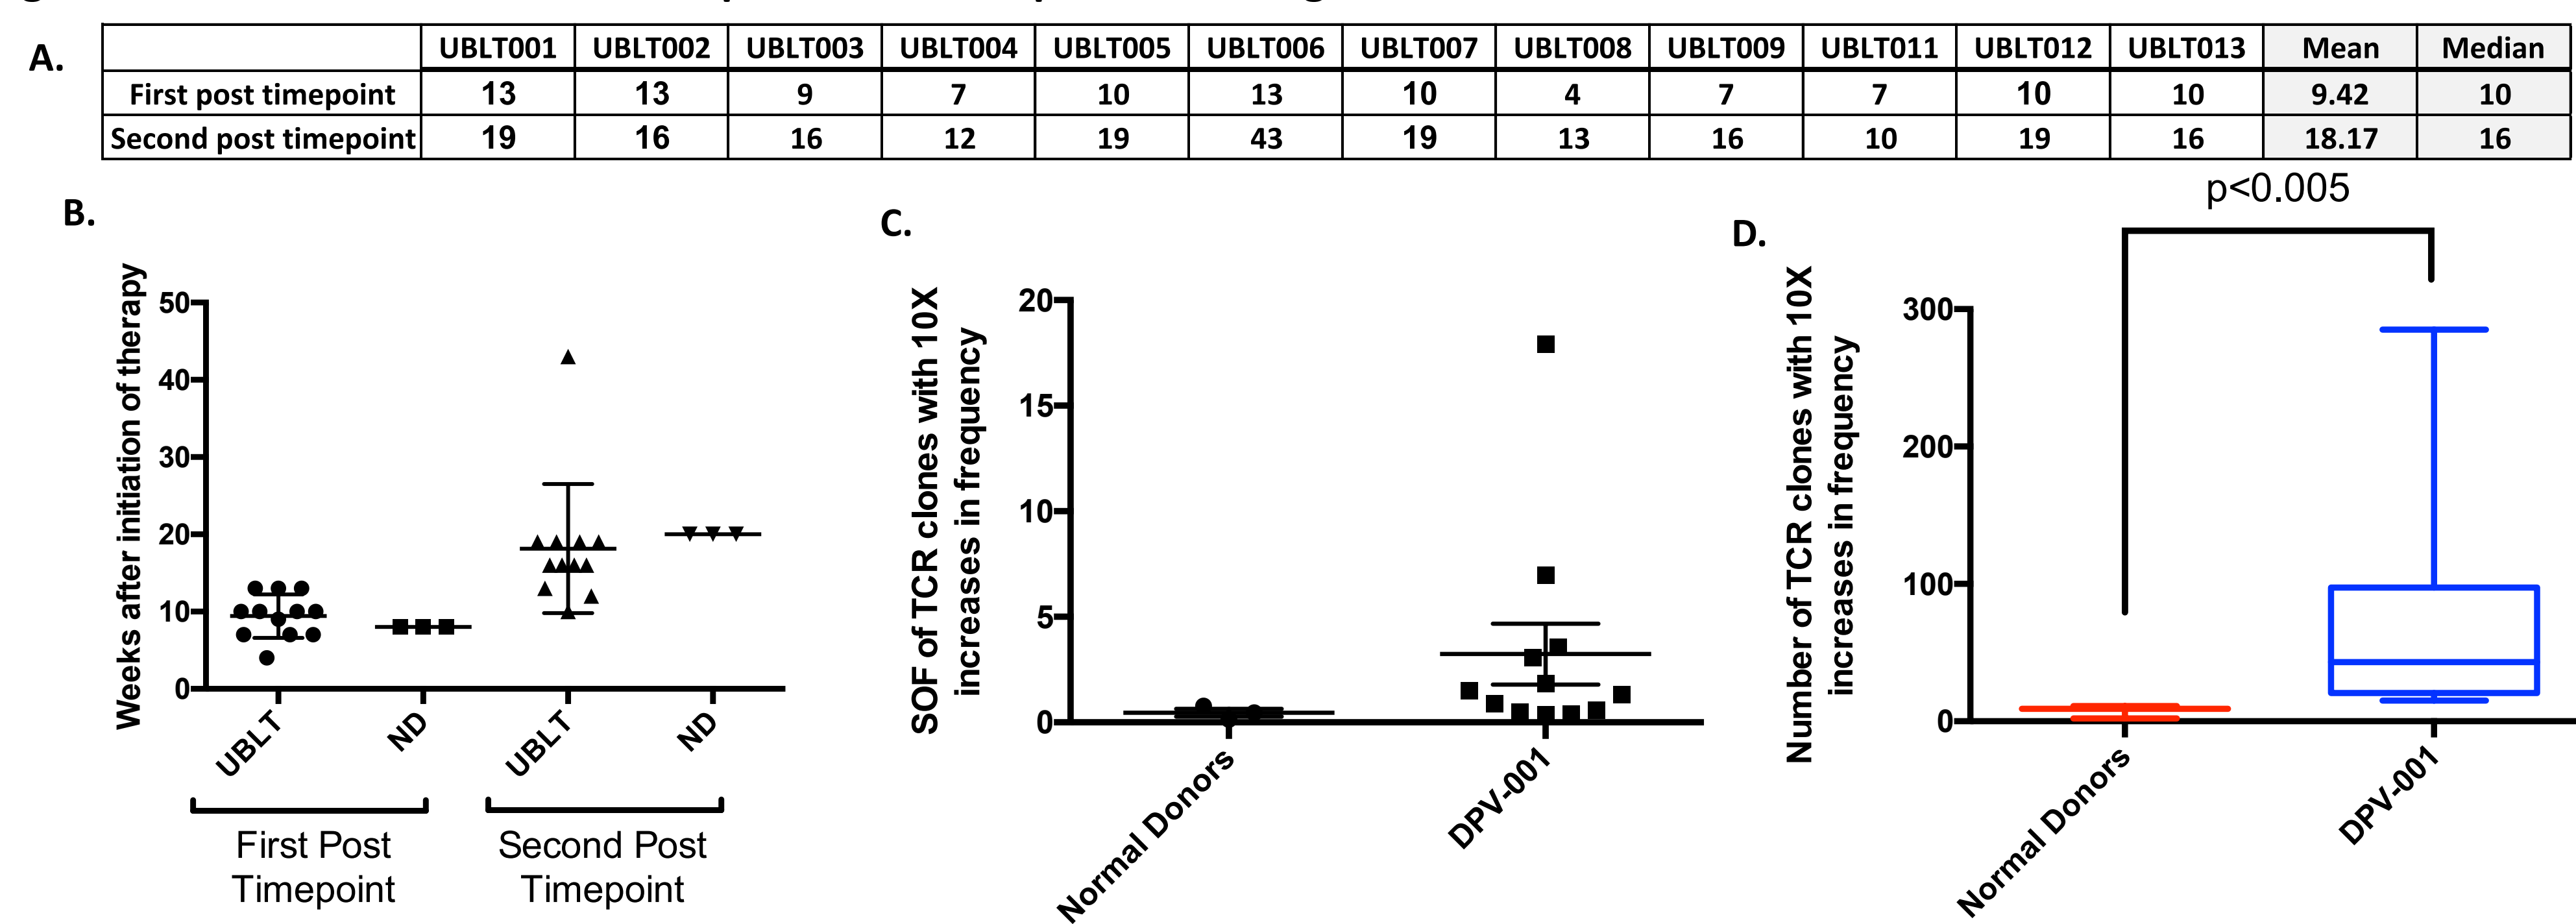 A.
UBLT001 UBLT002 UBLT003 UBLT004 UBLT005 UBLT006 UBLT007 UBLT008 UBLT009 UBLT011 UBLT012 UBLT013 Mean Median
First post timepoint 13 13 9 7 10 13 10 4 7 7 10 10 9.42 10
Second post timepoint 19 16 16 12 19 43 19 13 16 10 19 16 18.17 16
B.
Weeks after initiation of therapy
50
40
30
20
10
0
UBLT
ND
UBLT
ND
First Post
Timepoint
Second Post
Timepoint
C.
SOF of TCR clones with 10X
increases in frequency
20
15
10
5
0
Normal Donors
DPV-001
D.
p<0.005
Number of TCR clones with 10X
increases in frequency
300
200
100
0
Normal Donors
DPV-001